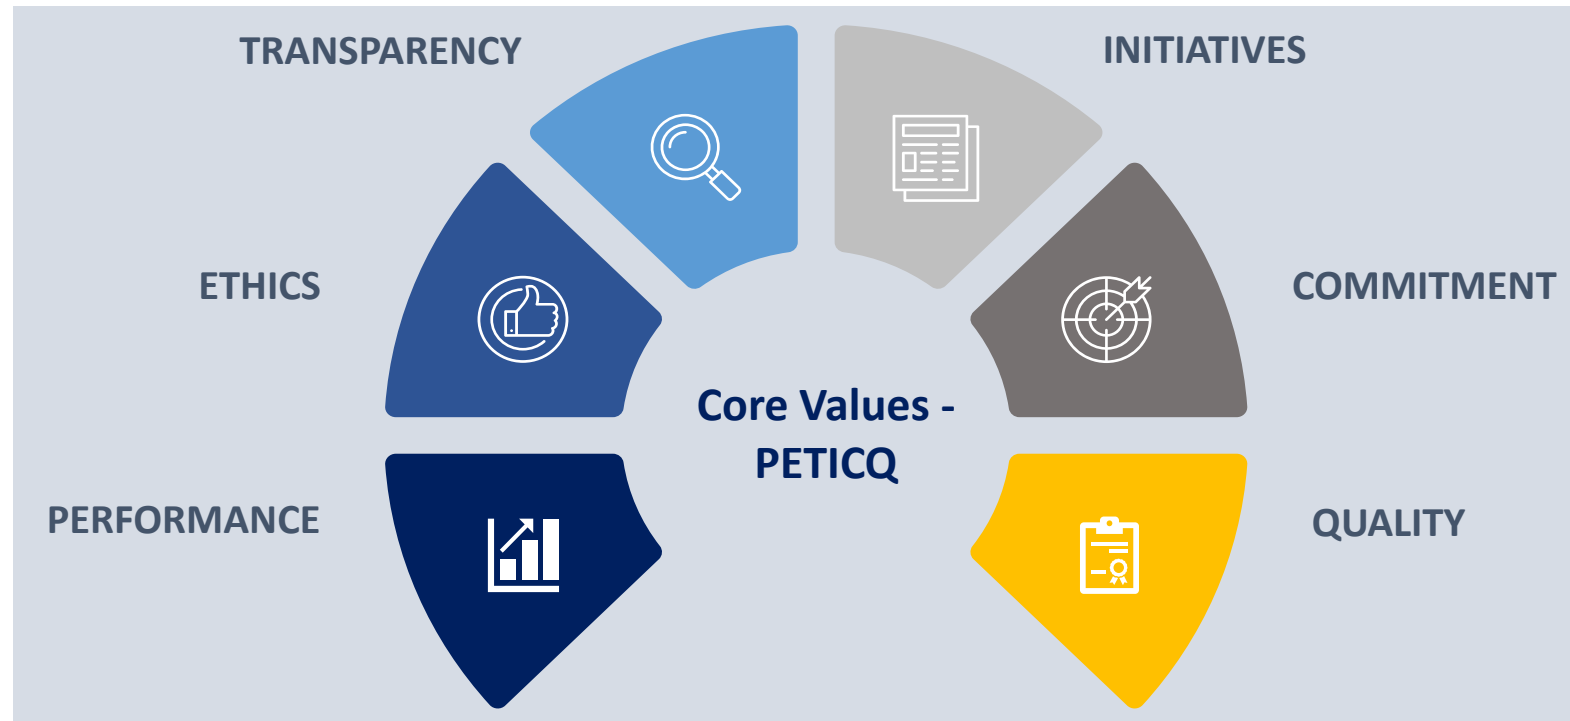 TRANSPARENCY
INITIATIVES
ETHICS
COMMITMENT
Core Values -
PETICQ
PERFORMANCE
QUALITY